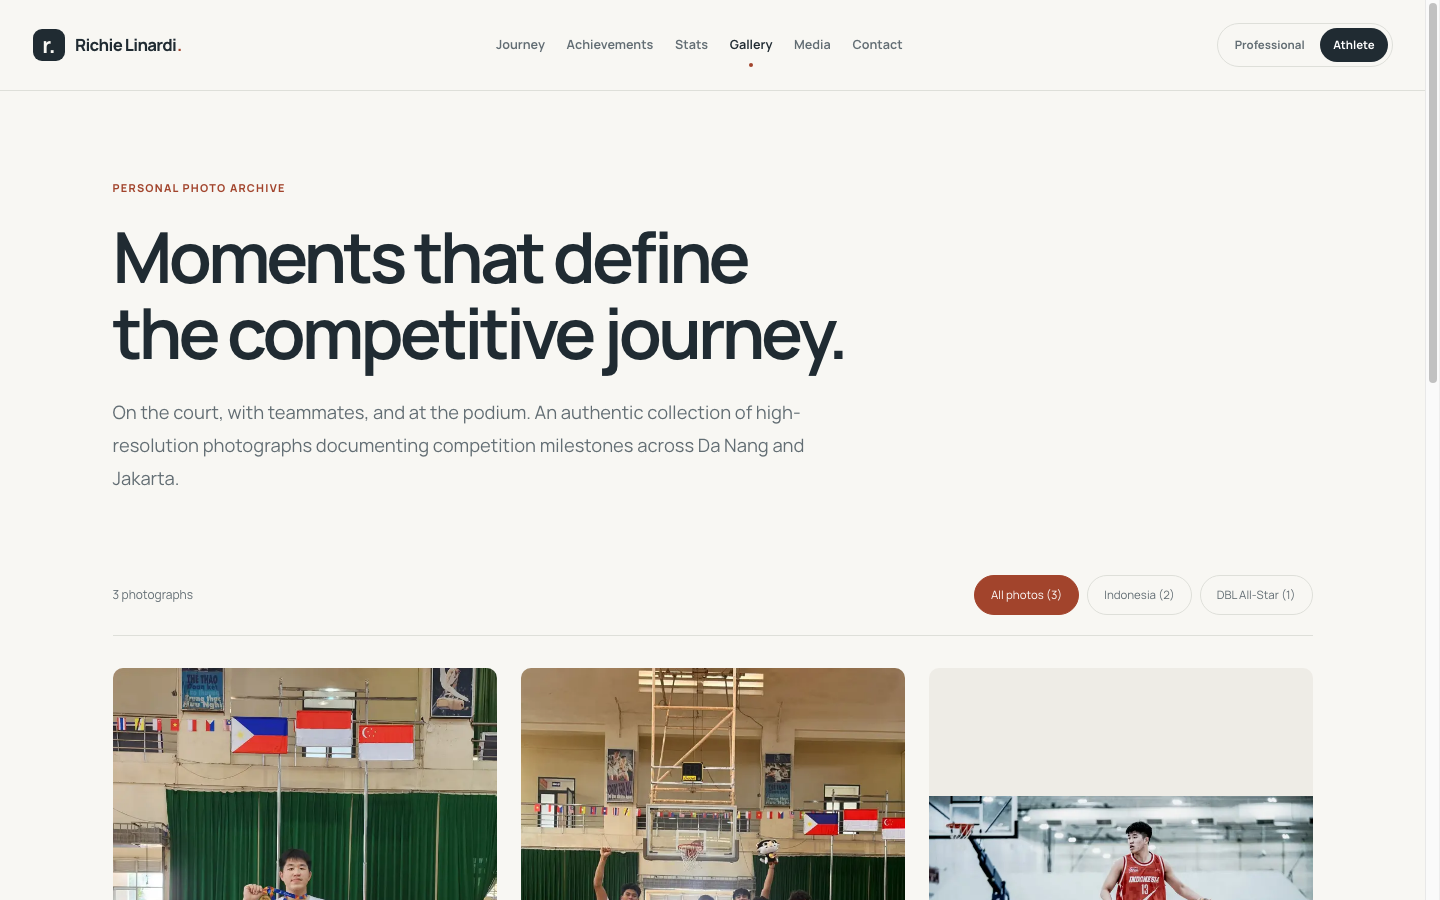 r.
Richie Linardi.
Journey
Achievements
Stats
Gallery
Media
Contact
Professional
Athlete
PERSONAL PHOTO ARCHIVE
Moments that define
the competitive journey.
On the court, with teammates, and at the podium. An authentic collection of high-
resolution photographs documenting competition milestones across Da Nang and
Jakarta.
3 photographs
All photos (3)
Indonesia (2)
DBL All-Star (1)
THE THAO
INDONESIA
13